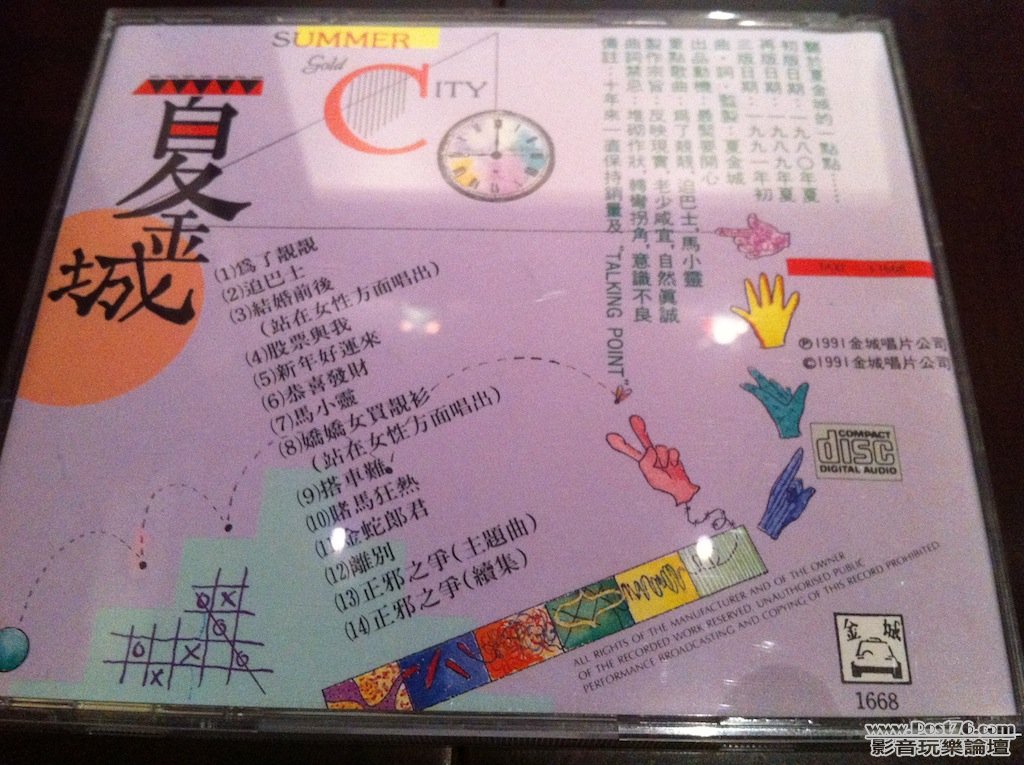 SUMMER
Gold
CITY
夏金城
關於夏金城的一點點……
初版日期：一九八〇年夏
再版日期：一九八九年夏
三版日期：一九九一年初
曲・詞・監製：夏金城
出品動機：最緊要開心
重點歌曲：為了靚靚，迫巴士，馬小靈
製作宗旨：反映現實，老少咸宜，自然真誠
曲詞禁忌：堆砌作狀，轉彎拐角，意識不良
備註：十年來一直保持銷量及 "TALKING POINT"
(1)為了靚靚
(2)迫巴士
(3)結婚前後
(站在女性方面唱出)
(4)股票與我
(5)新年好運來
(6)恭喜發財
(7)馬小靈
(8)嬌嬌女買靚衫
(站在女性方面唱出)
(9)搭車難
(10)賭馬狂熱
(11)金蛇郎君
(12)離別
(13)正邪之爭(主題曲)
(14)正邪之爭(續集)
℗1991金城唱片公司
©1991金城唱片公司
COMPACT
disc
DIGITAL AUDIO
ALL RIGHTS OF THE MANUFACTURER AND OF THE OWNER
OF THE RECORDED WORK RESERVED. UNAUTHORISED PUBLIC
PERFORMANCE BROADCASTING AND COPYING OF THIS RECORD PROHIBITED.
金城
1668
www.Post76.com
影音玩樂論壇